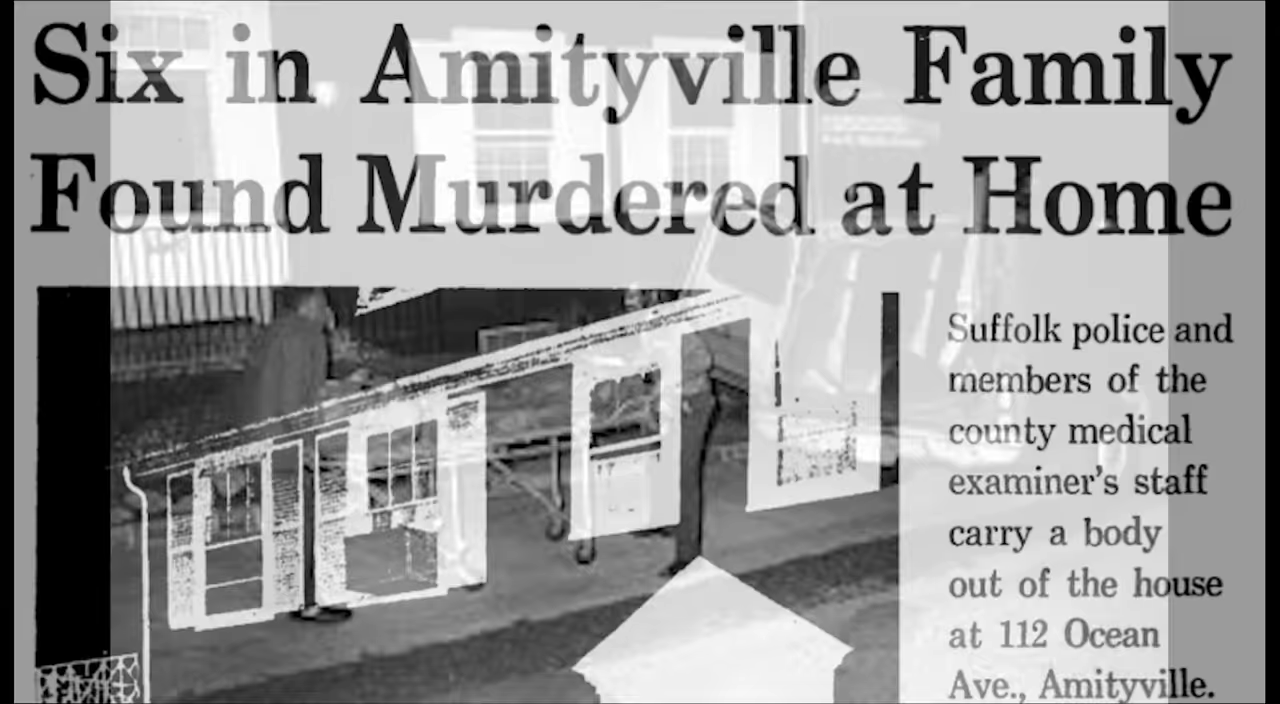 Six in Amityville Family
Found Murdered at Home
Suffolk police and
members of the
county medical
examiner's staff
carry a body
out of the house
at 112 Ocean
Ave., Amityville.